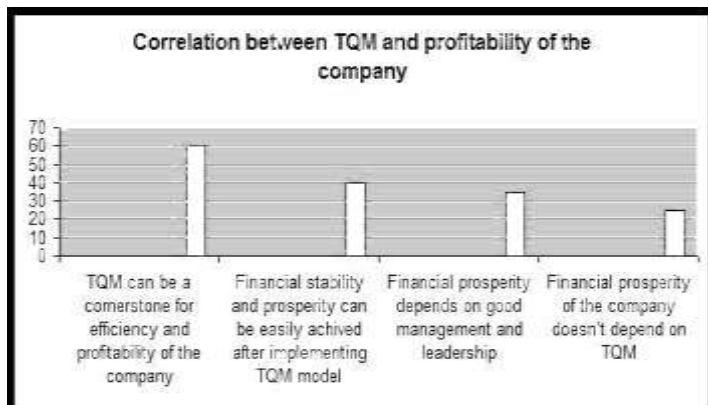 Correlation between TQM and profitability of the
company
70
60
50
40
30
20
10
0
TQM can be a
cornerstone for
efficiency and
profitability of the
company
Financial stability
and prosperity can
be easily achived
after implementing
TQM model
Financial prosperity
depends on good
management and
leadership
Financial prosperity
of the company
doesn't depend on
TQM